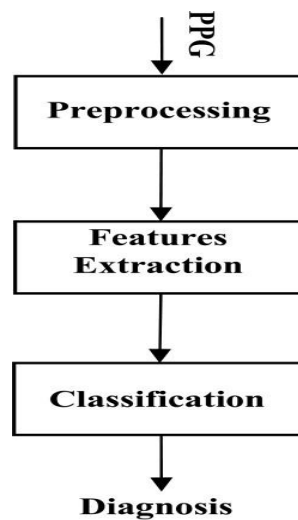 PPG
Preprocessing
Features
Extraction
Classification
Diagnosis